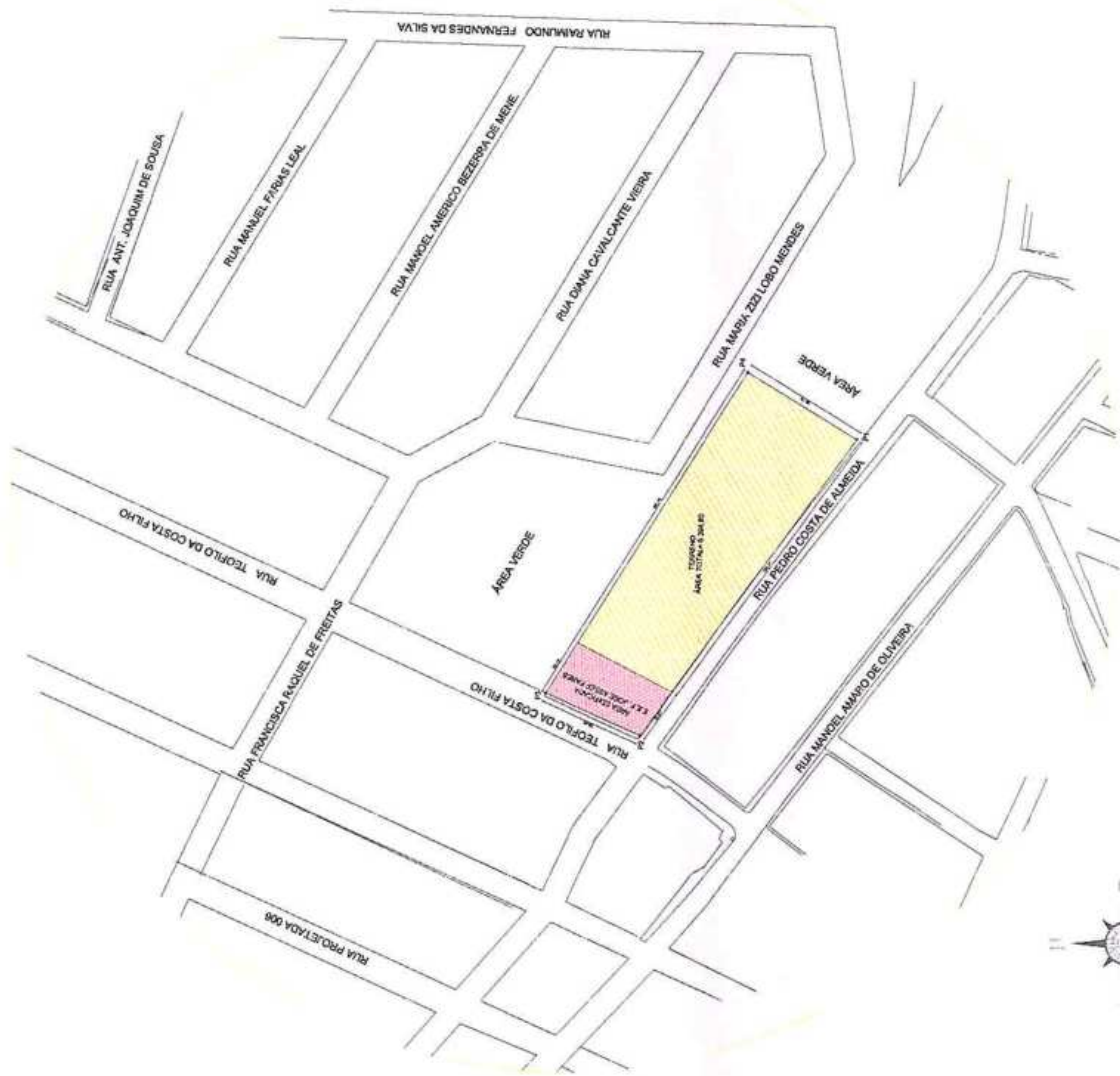 RUA RAIMUNDO FERNANDES DA SILVA
RUA ANT. JOAQUIM DE SOUSA
RUA MANUEL FARIAS LEAL
RUA MANOEL AMERICO BEZERRA DE MENE.
RUA DIANA CAVALCANTE VIEIRA
RUA MARIA ZIZI LOBO MENDES
ÁREA VERDE
RUA TEOFILO DA COSTA FILHO
ÁREA VERDE
RUA FRANCISCA RAQUEL DE FREITAS
TERRENO
RUA PEDRO COSTA DE ALMEIDA
RUA TEOFILO DA COSTA FILHO
RUA MANOEL AMARO DE OLIVEIRA
RUA PROJETADA 006